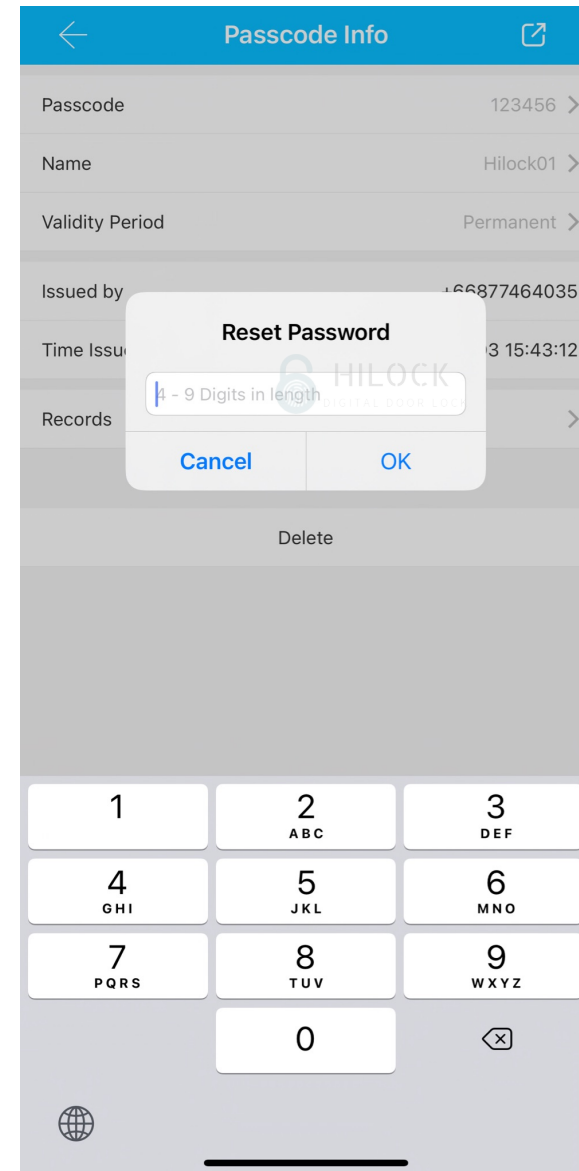 Passcode Info
Passcode 123456
Name Hilock01
Validity Period Permanent
Issued by +66877464035
Reset Password
Time Issu 3 15:43:12
HILOCK
4 - 9 Digits in length
DIGITAL DOOR LOCK
Records
Cancel OK
Delete
1 2 3
ABC DEF
4 5 6
GHI JKL MNO
7 8 9
PQRS TUV WXYZ
0